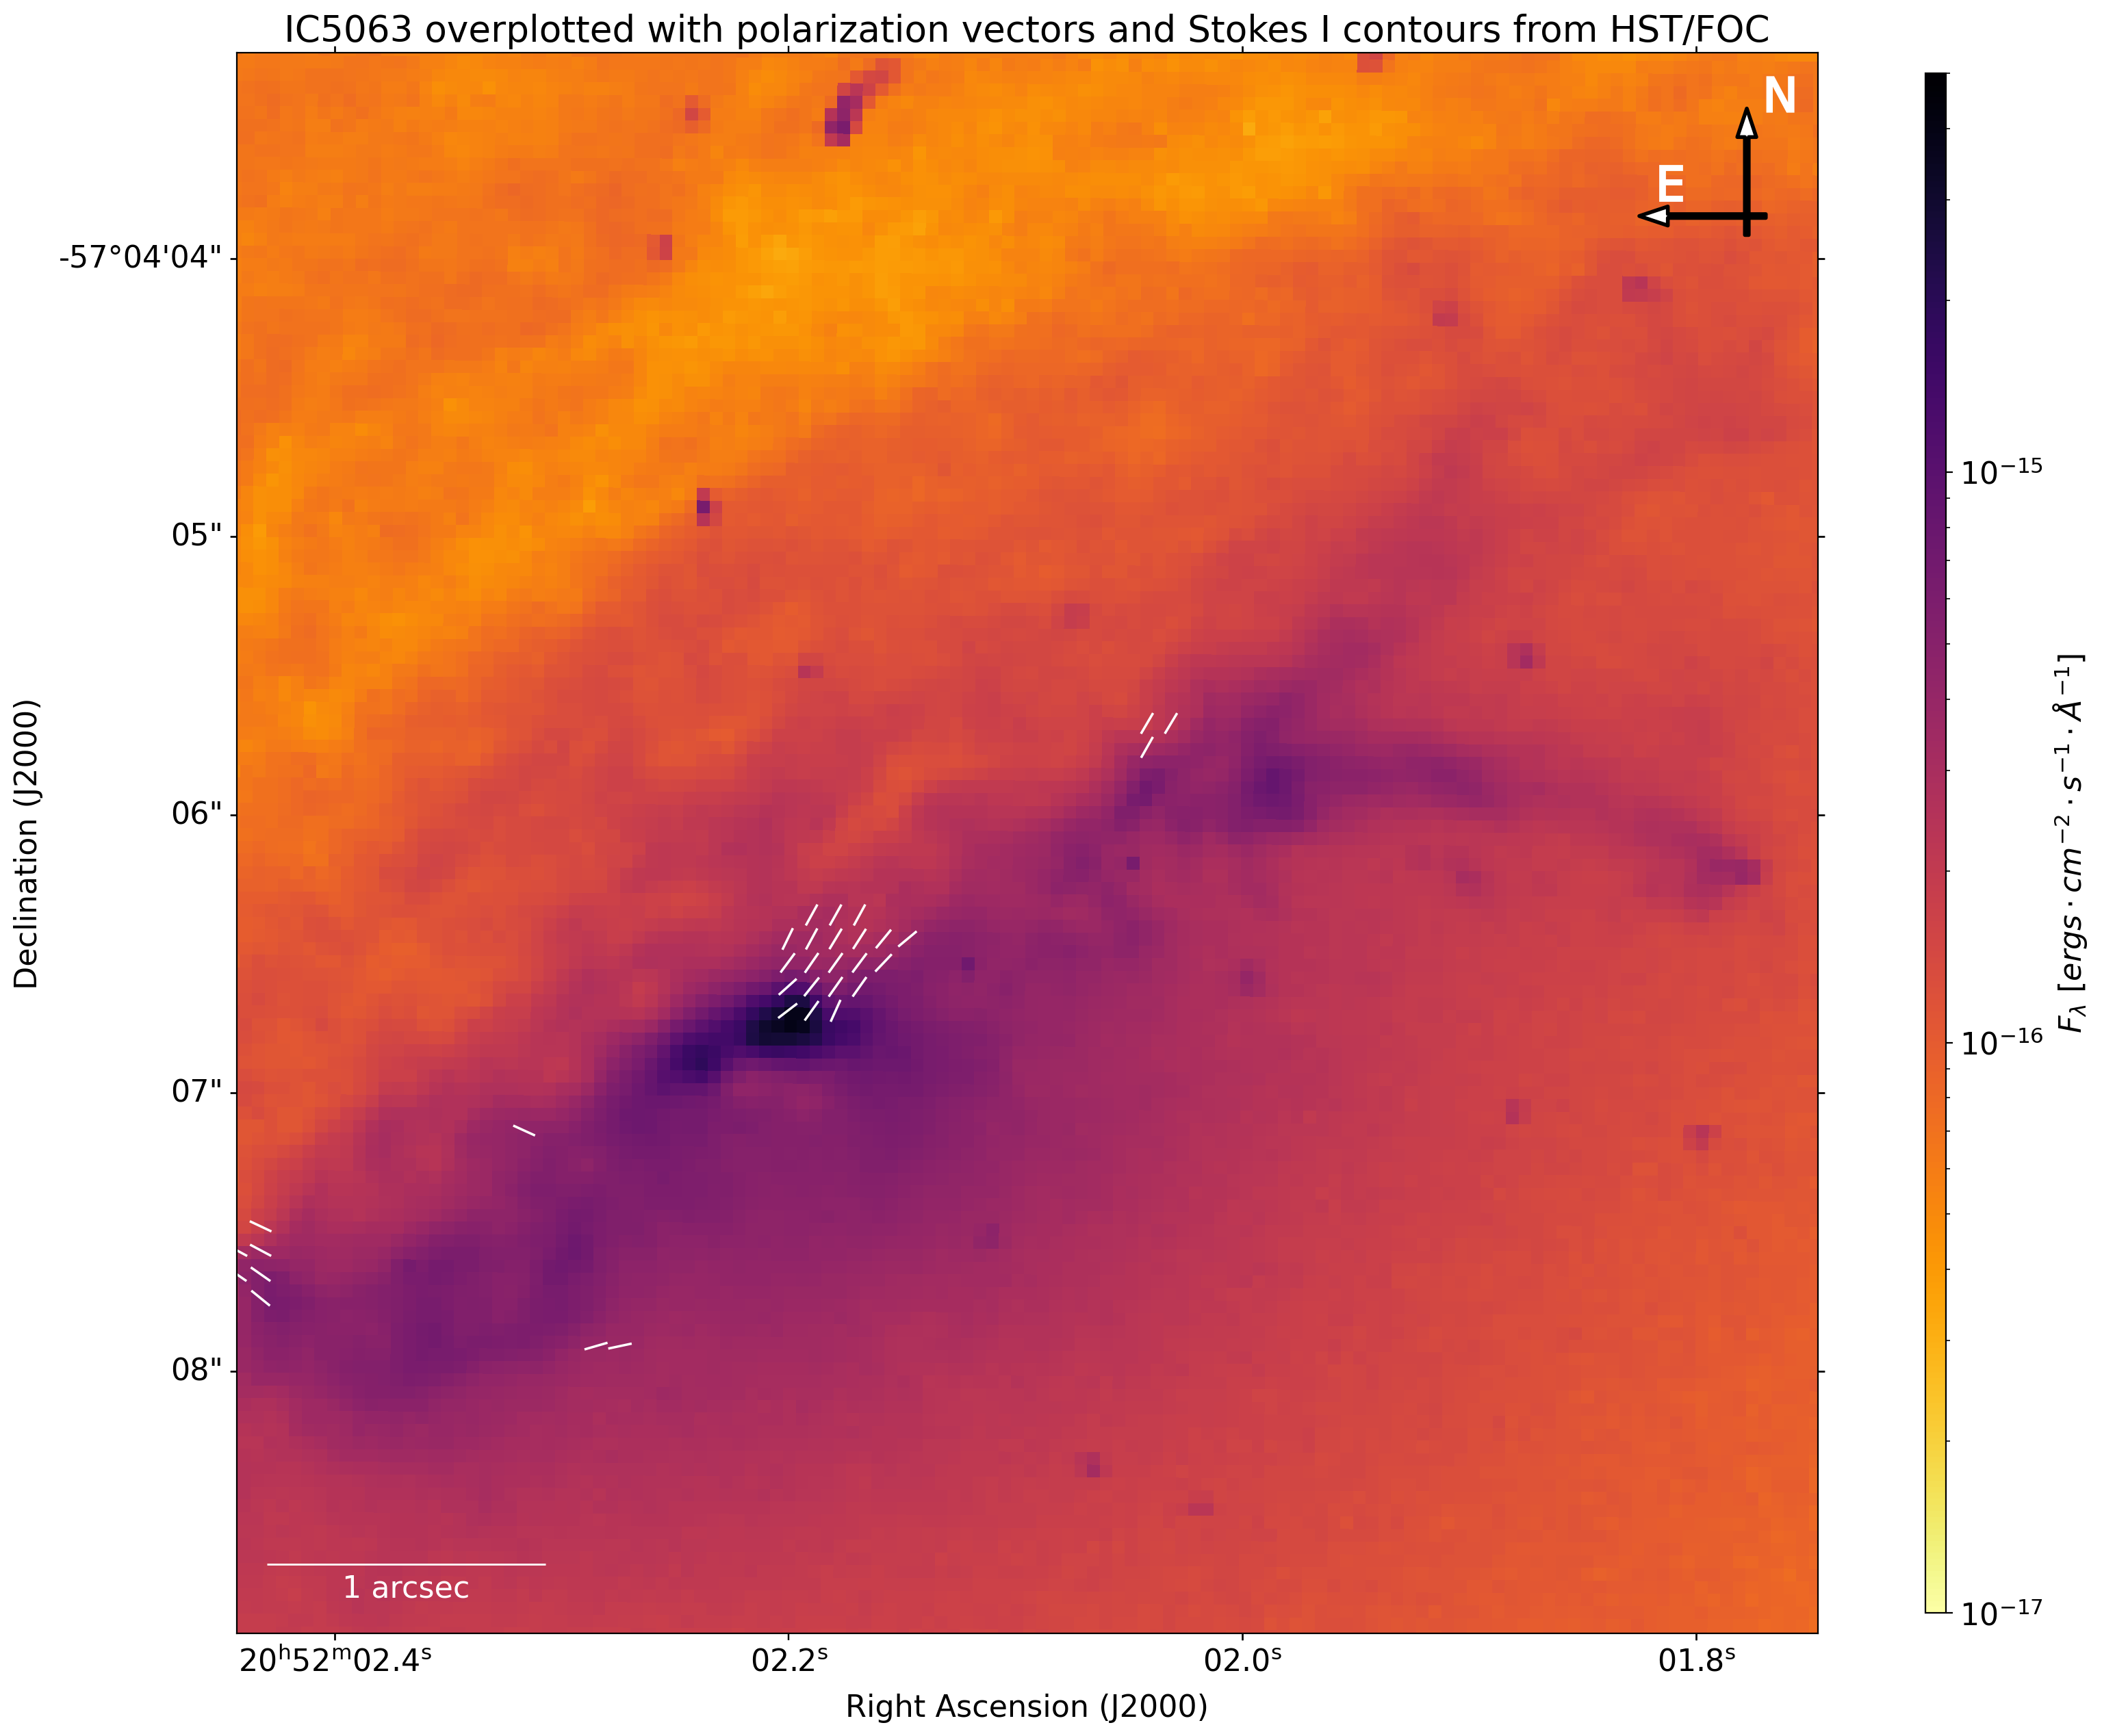 IC5063 overplotted with polarization vectors and Stokes I contours from HST/FOC
N
E
-57°04'04"
05"
06"
07"
08"
Declination (J2000)
1 arcsec
20ʰ52ᵐ02.4ˢ
02.2ˢ
02.0ˢ
01.8ˢ
Right Ascension (J2000)
10⁻¹⁵
10⁻¹⁶
10⁻¹⁷
F_λ [ergs · cm⁻² · s⁻¹ · Å⁻¹]